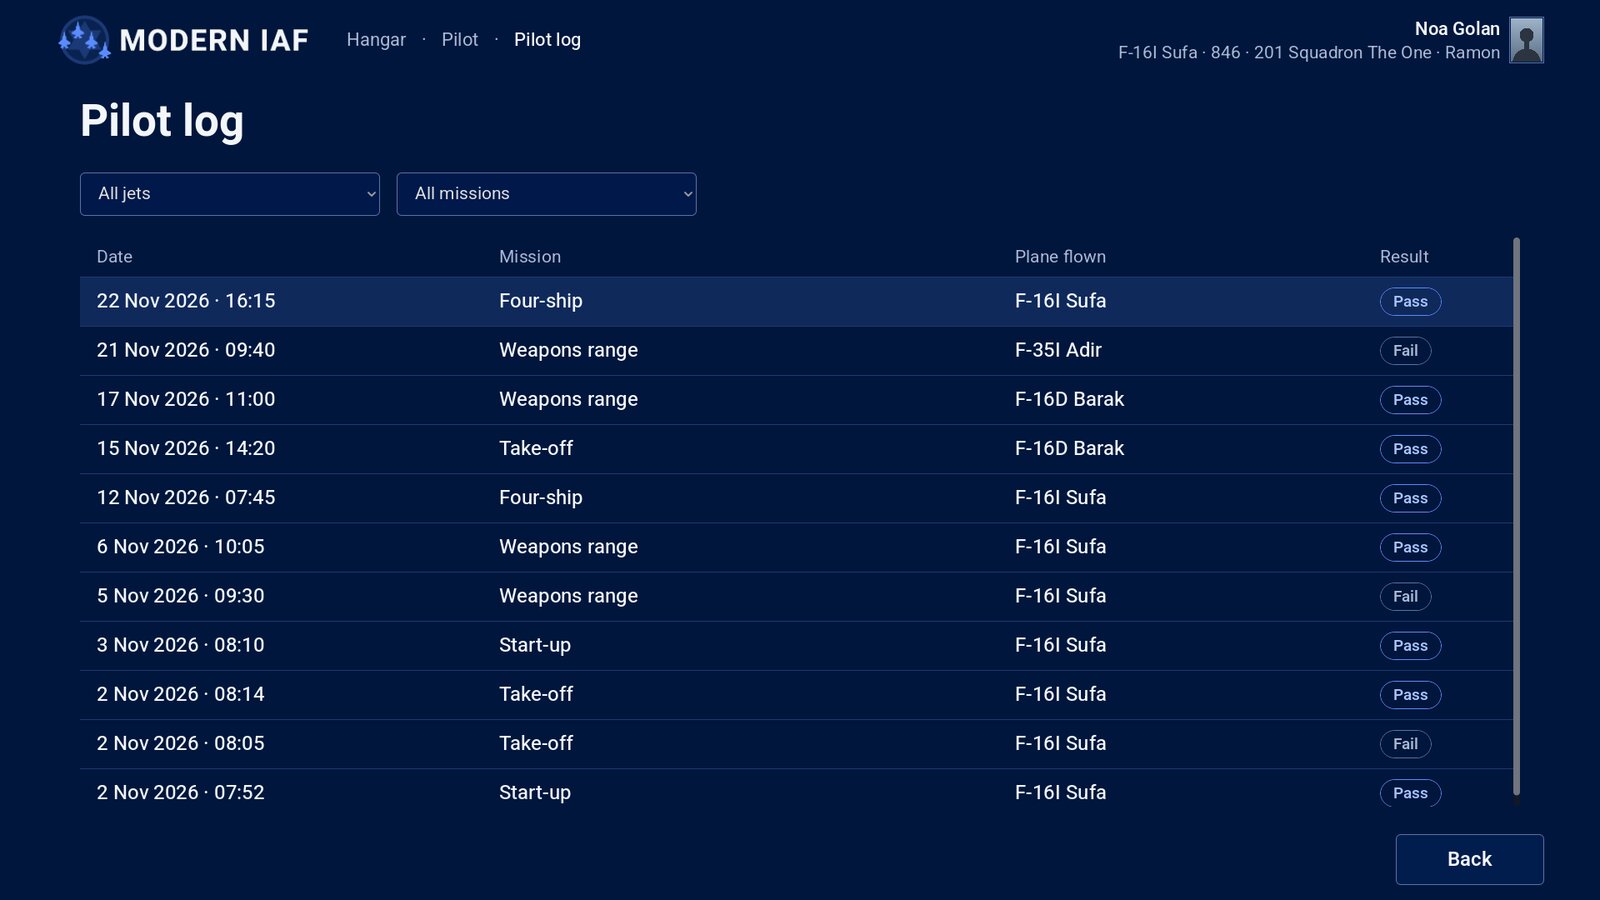 MODERN IAF
Hangar · Pilot · Pilot log
Noa Golan
F-16I Sufa · 846 · 201 Squadron The One · Ramon
Pilot log
All jets
All missions
Date Mission Plane flown Result
22 Nov 2026 · 16:15 Four-ship F-16I Sufa Pass
21 Nov 2026 · 09:40 Weapons range F-35I Adir Fail
17 Nov 2026 · 11:00 Weapons range F-16D Barak Pass
15 Nov 2026 · 14:20 Take-off F-16D Barak Pass
12 Nov 2026 · 07:45 Four-ship F-16I Sufa Pass
6 Nov 2026 · 10:05 Weapons range F-16I Sufa Pass
5 Nov 2026 · 09:30 Weapons range F-16I Sufa Fail
3 Nov 2026 · 08:10 Start-up F-16I Sufa Pass
2 Nov 2026 · 08:14 Take-off F-16I Sufa Pass
2 Nov 2026 · 08:05 Take-off F-16I Sufa Fail
2 Nov 2026 · 07:52 Start-up F-16I Sufa Pass
Back